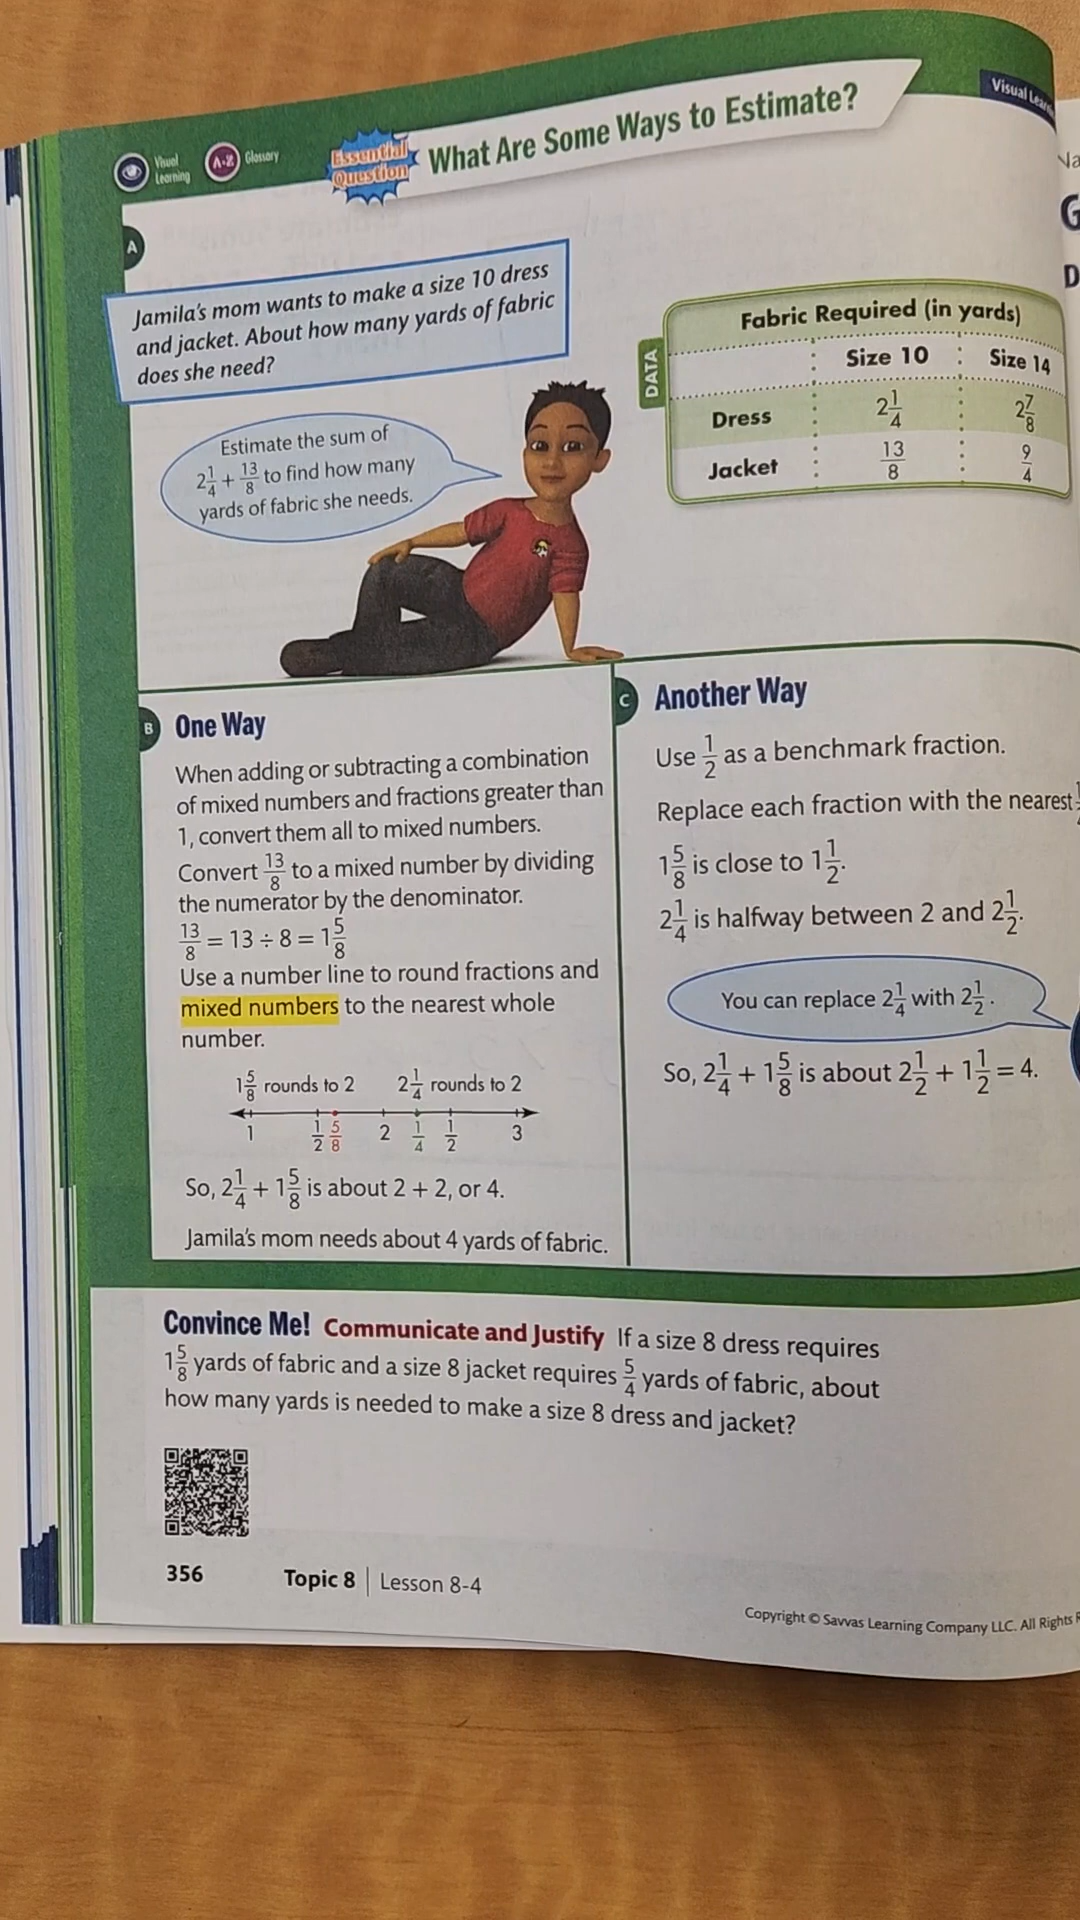 Visual Lear
Visual
Learning
A-Z
Glossary
Essential
Question
What Are Some Ways to Estimate?
A
Jamila's mom wants to make a size 10 dress
and jacket. About how many yards of fabric
does she need?
Estimate the sum of
2 1/4 + 13/8 to find how many
yards of fabric she needs.
DATA
Fabric Required (in yards)
Size 10 Size 14
Dress 2 1/4 2 7/8
Jacket 13/8 9/4
B One Way
When adding or subtracting a combination
of mixed numbers and fractions greater than
1, convert them all to mixed numbers.
Convert 13/8 to a mixed number by dividing
the numerator by the denominator.
13/8 = 13 ÷ 8 = 1 5/8
Use a number line to round fractions and
mixed numbers to the nearest whole
number.
1 5/8 rounds to 2 2 1/4 rounds to 2
1 1/2 5/8 2 1/4 1/2 3
So, 2 1/4 + 1 5/8 is about 2 + 2, or 4.
Jamila's mom needs about 4 yards of fabric.
C Another Way
Use 1/2 as a benchmark fraction.
Replace each fraction with the nearest
1 5/8 is close to 1 1/2.
2 1/4 is halfway between 2 and 2 1/2.
You can replace 2 1/4 with 2 1/2.
So, 2 1/4 + 1 5/8 is about 2 1/2 + 1 1/2 = 4.
Convince Me! Communicate and Justify If a size 8 dress requires
1 5/8 yards of fabric and a size 8 jacket requires 5/4 yards of fabric, about
how many yards is needed to make a size 8 dress and jacket?
356 Topic 8 | Lesson 8-4
Copyright © Savvas Learning Company LLC. All Rights
Na
G
D